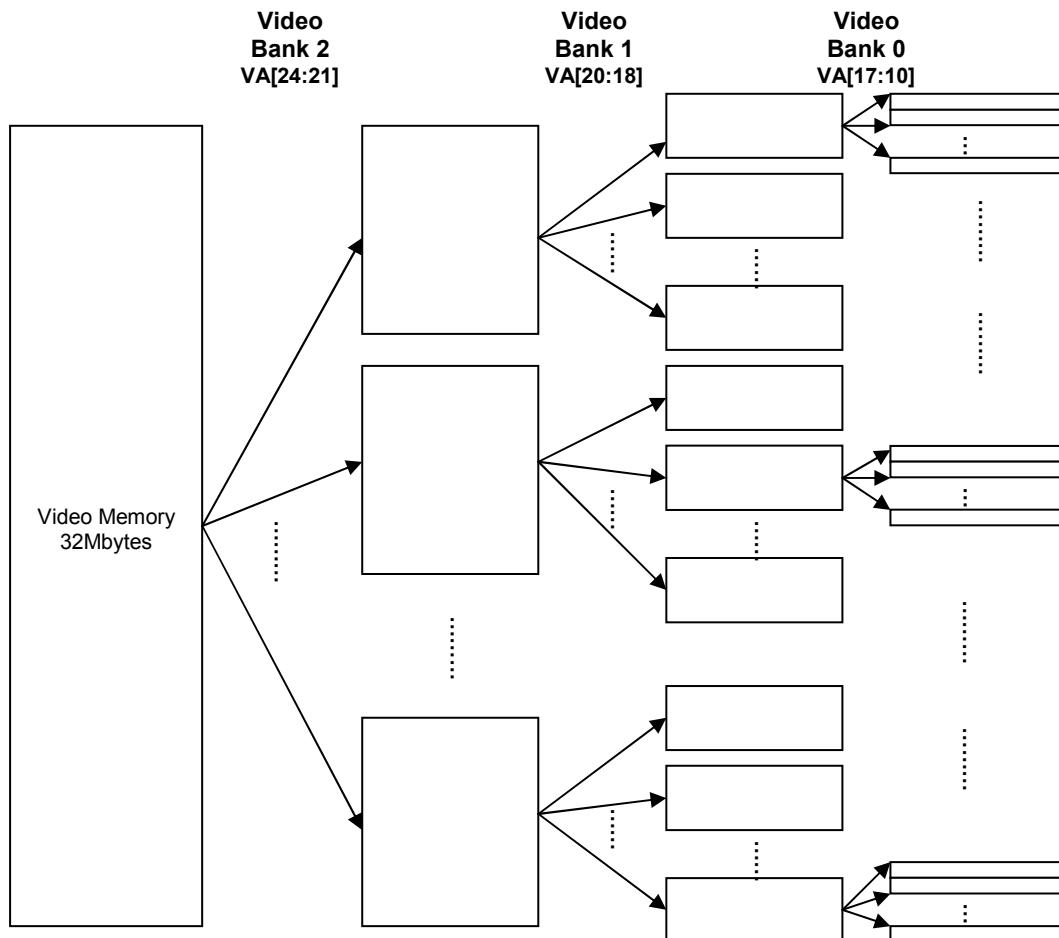 Video
Bank 2
VA[24:21]
Video
Bank 1
VA[20:18]
Video
Bank 0
VA[17:10]
Video Memory
32Mbytes